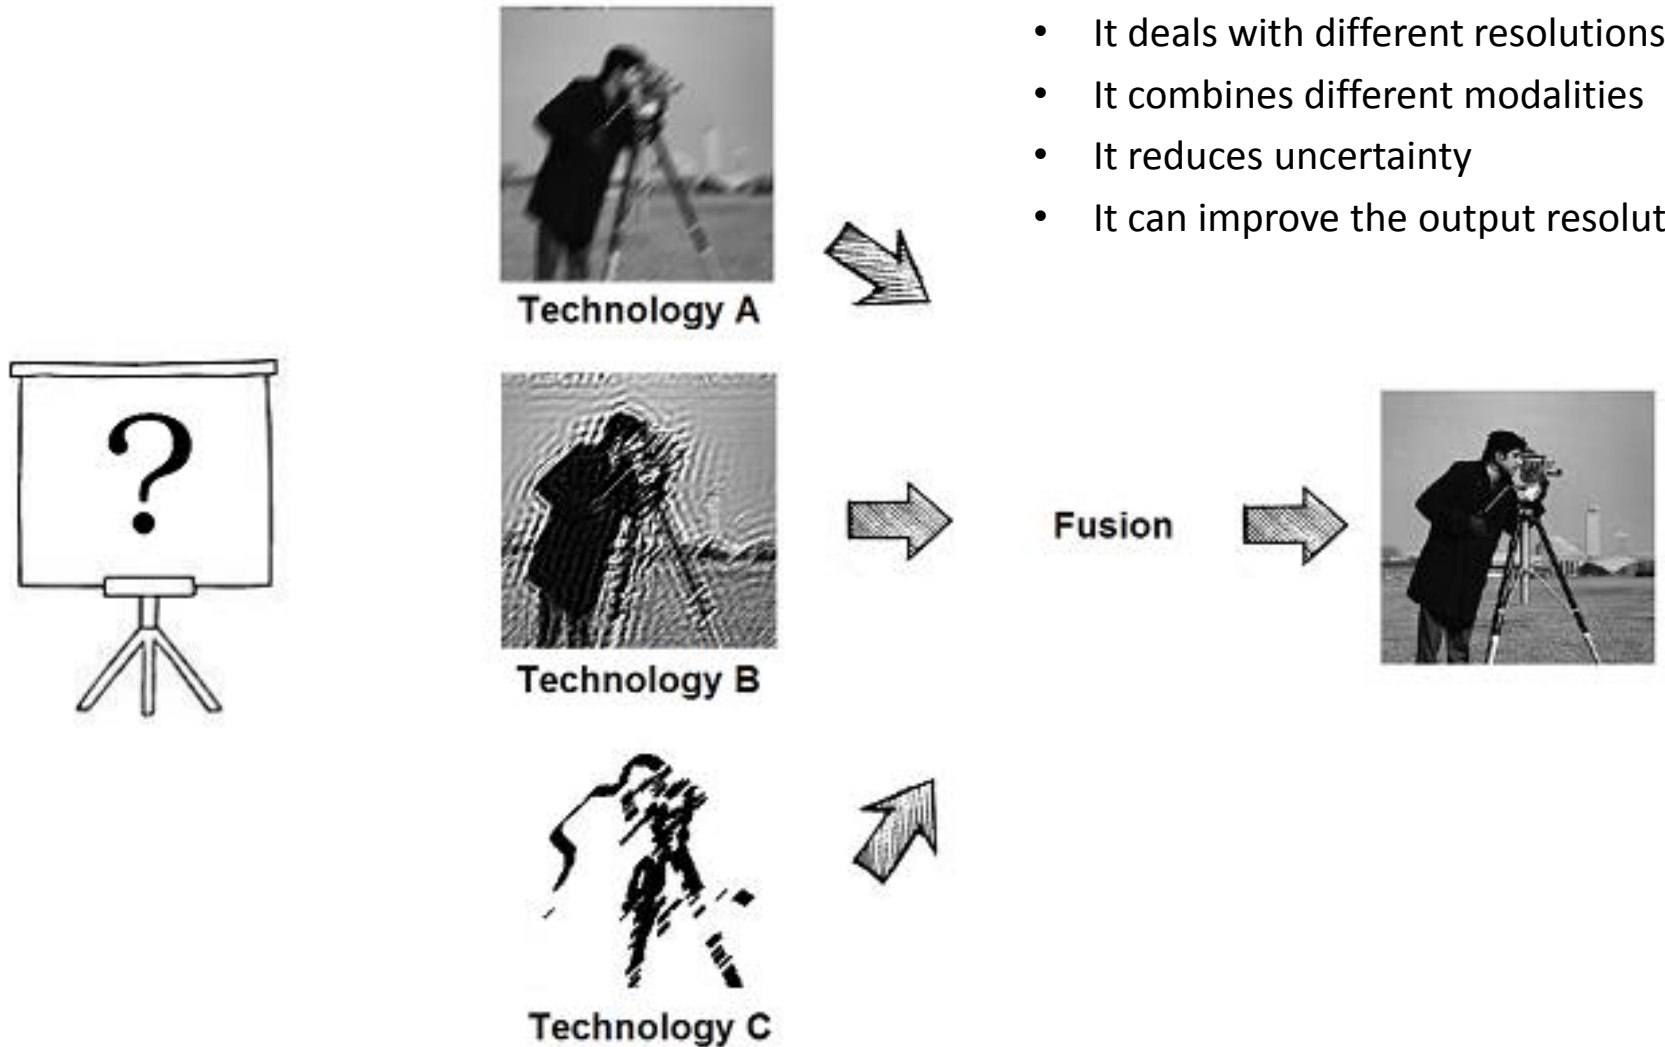 • It deals with different resolutions
• It combines different modalities
• It reduces uncertainty
• It can improve the output resolut
Technology A
?
Technology B
Fusion
Technology C